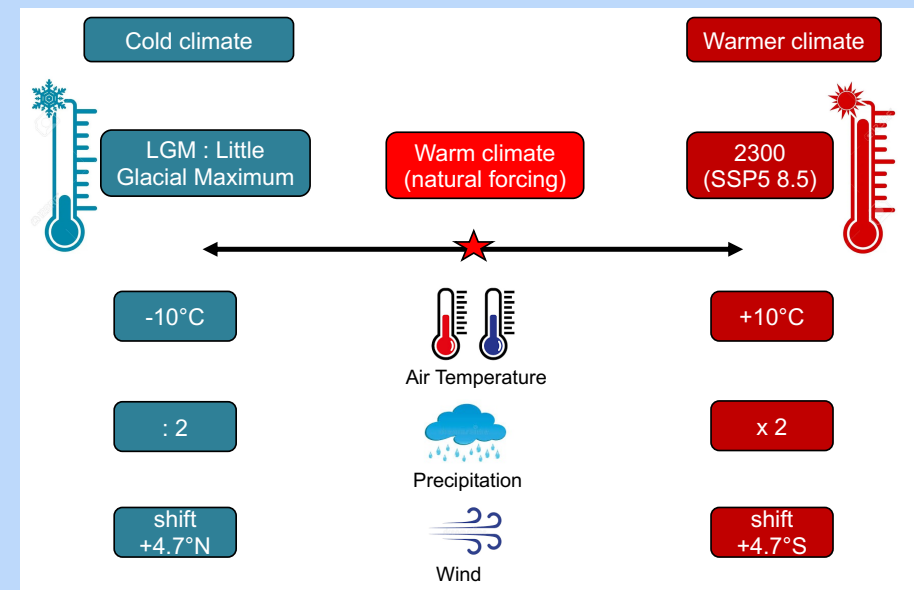 Cold climate
Warmer climate
LGM : Little
Glacial Maximum
Warm climate
(natural forcing)
2300
(SSP5 8.5)
-10°C
+10°C
Air Temperature
: 2
x 2
Precipitation
shift
+4.7°N
shift
+4.7°S
Wind